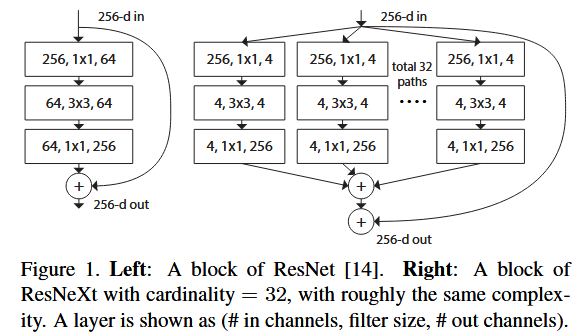 256-d in
256, 1x1, 64
64, 3x3, 64
64, 1x1, 256
+
256-d out
256-d in
256, 1x1, 4
256, 1x1, 4
total 32
paths
256, 1x1, 4
4, 3x3, 4
4, 3x3, 4
....
4, 3x3, 4
4, 1x1, 256
4, 1x1, 256
4, 1x1, 256
+
+
256-d out
Figure 1. Left: A block of ResNet [14]. Right: A block of
ResNeXt with cardinality = 32, with roughly the same complex-
ity. A layer is shown as (# in channels, filter size, # out channels).